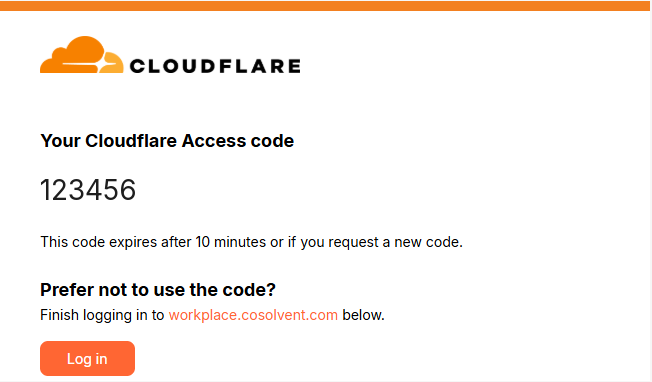 CLOUDFLARE
Your Cloudflare Access code
123456
This code expires after 10 minutes or if you request a new code.
Prefer not to use the code?
Finish logging in to workplace.cosolvent.com below.
Log in